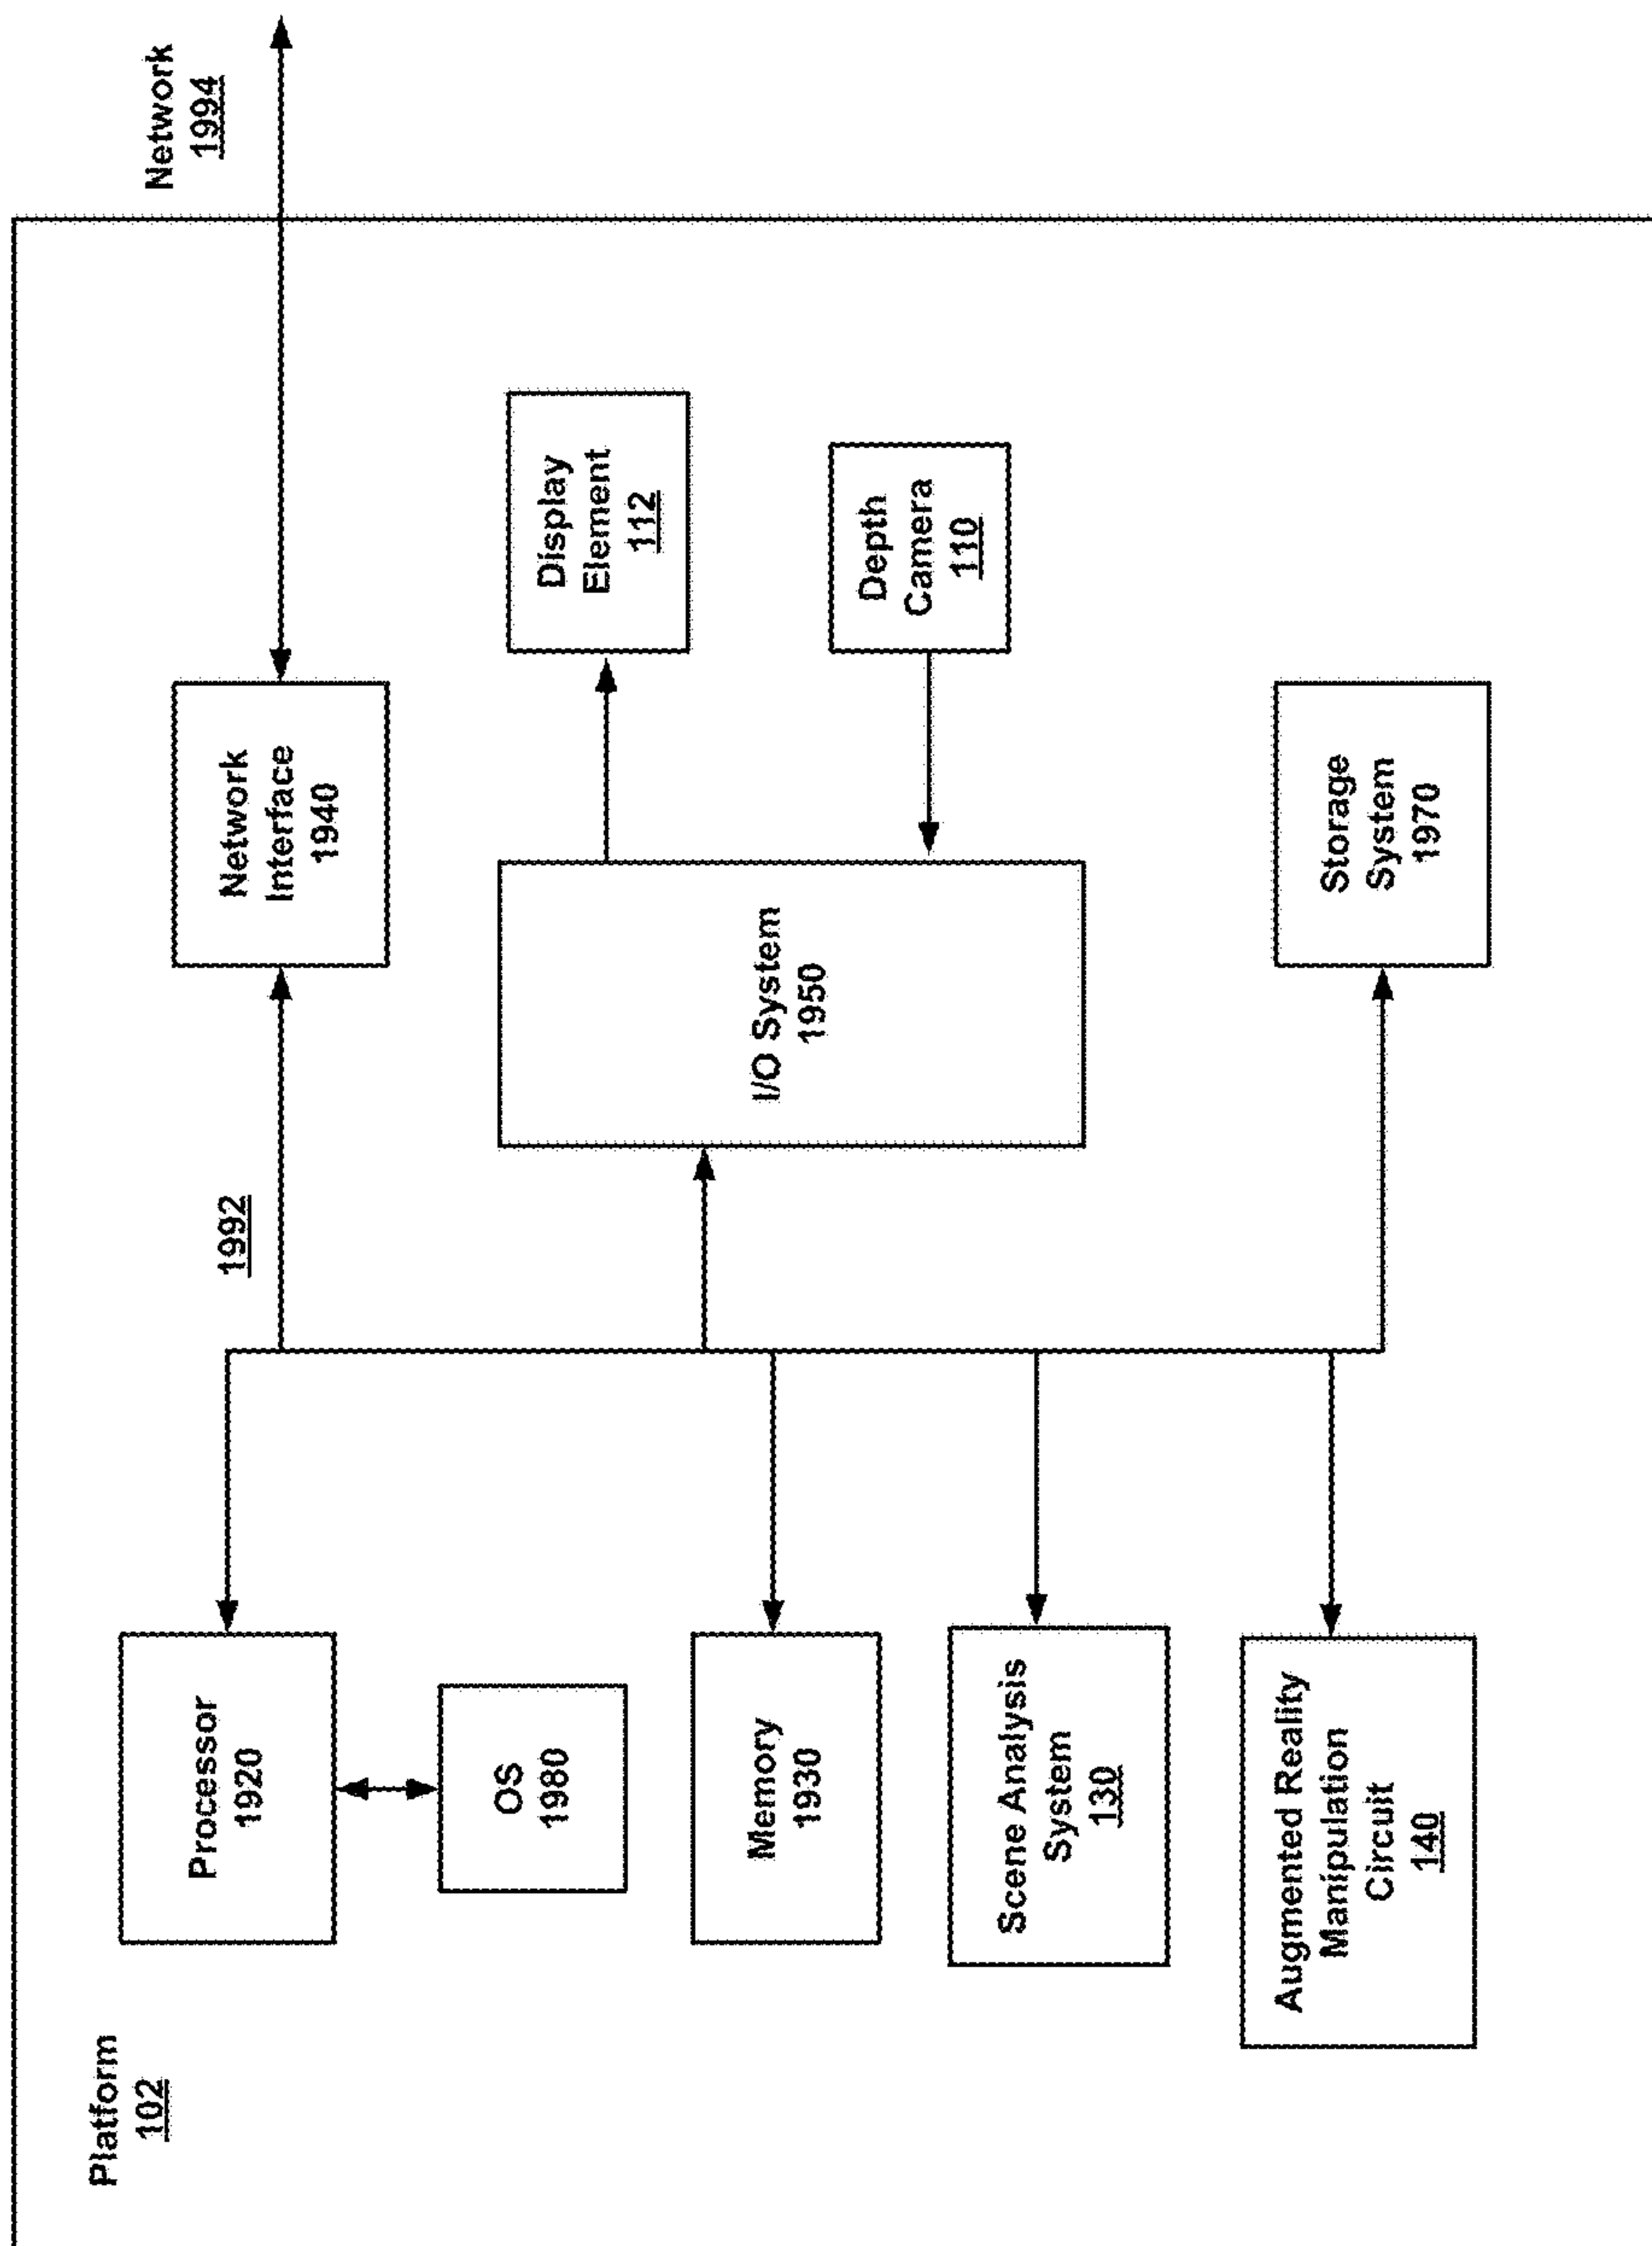 Platform
102
Network
1994
Processor
1920
OS
1980
Memory
1930
Scene Analysis
System
130
Augmented Reality
Manipulation
Circuit
140
1992
Network
Interface
1940
I/O System
1950
Display
Element
112
Depth
Camera
110
Storage
System
1970